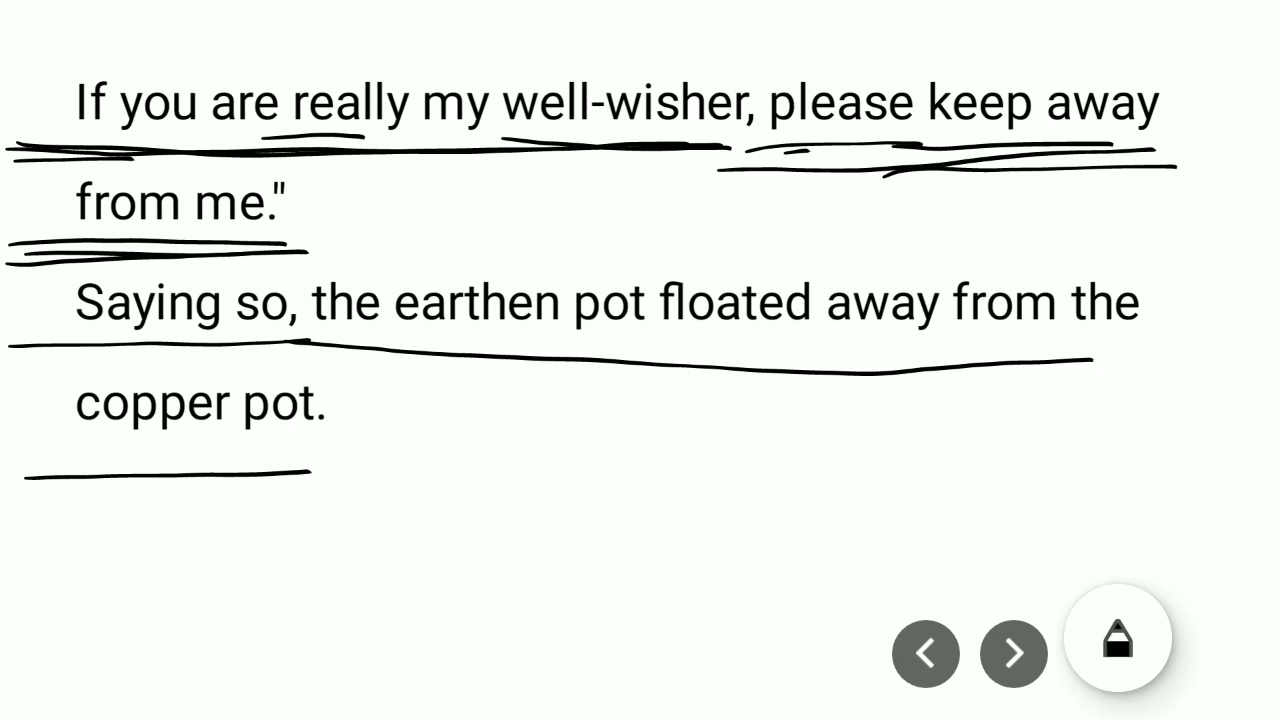 If you are really my well-wisher, please keep away
from me."
Saying so, the earthen pot floated away from the
copper pot.